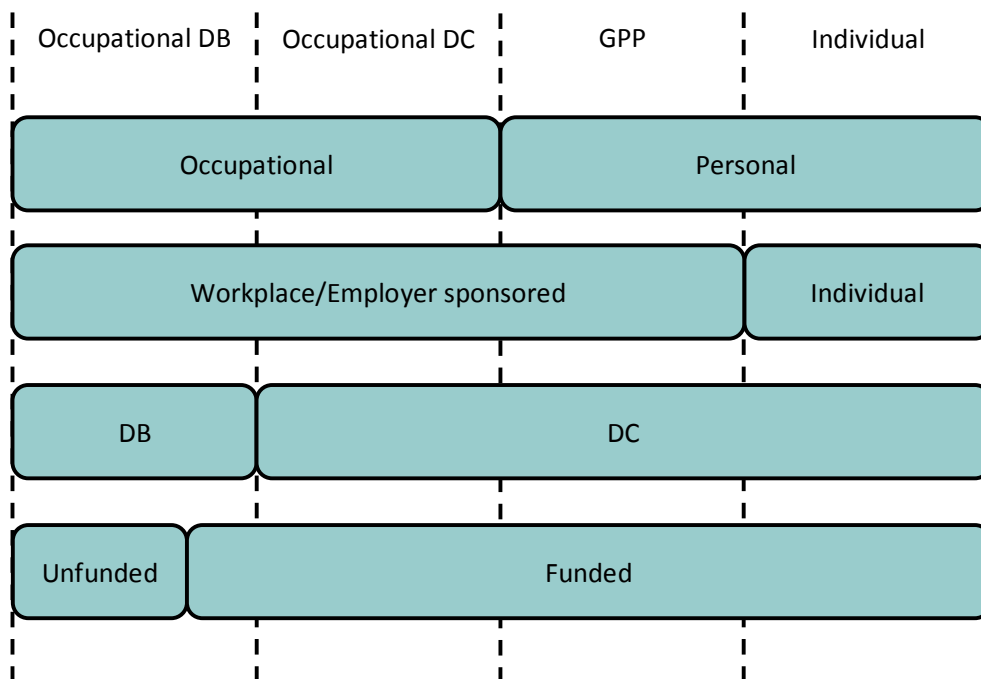 Occupational DB Occupational DC GPP Individual
Occupational Personal
Workplace/Employer sponsored Individual
DB DC
Unfunded Funded